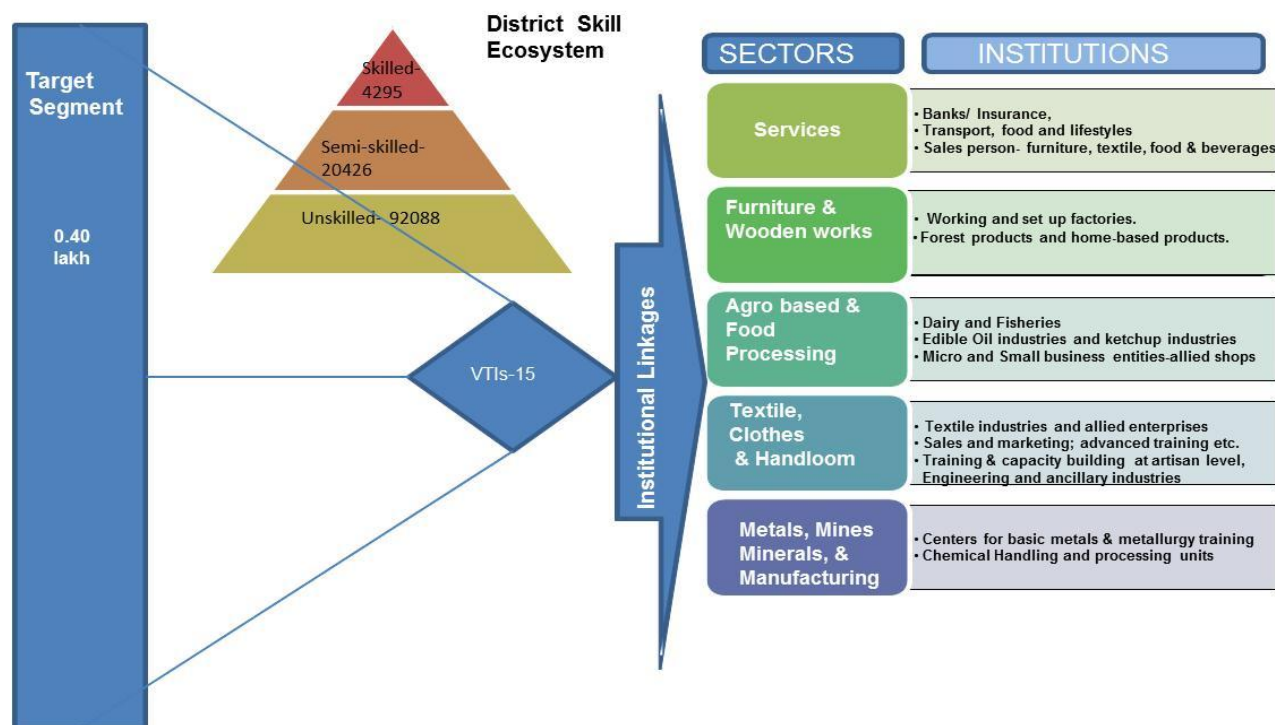 District Skill
Ecosystem
Target
Segment
0.40
lakh
Skilled-
4295
Semi-skilled-
20426
Unskilled- 92088
VTIs-15
Institutional Linkages
SECTORS
INSTITUTIONS
Services
• Banks/ Insurance,
• Transport, food and lifestyles
• Sales person- furniture, textile, food & beverages
Furniture &
Wooden works
• Working and set up factories.
• Forest products and home-based products.
Agro based &
Food
Processing
• Dairy and Fisheries
• Edible Oil industries and ketchup industries
• Micro and Small business entities-allied shops
Textile,
Clothes
& Handloom
• Textile industries and allied enterprises
• Sales and marketing; advanced training etc.
• Training & capacity building at artisan level,
Engineering and ancillary industries
Metals, Mines
Minerals, &
Manufacturing
• Centers for basic metals & metallurgy training
• Chemical Handling and processing units